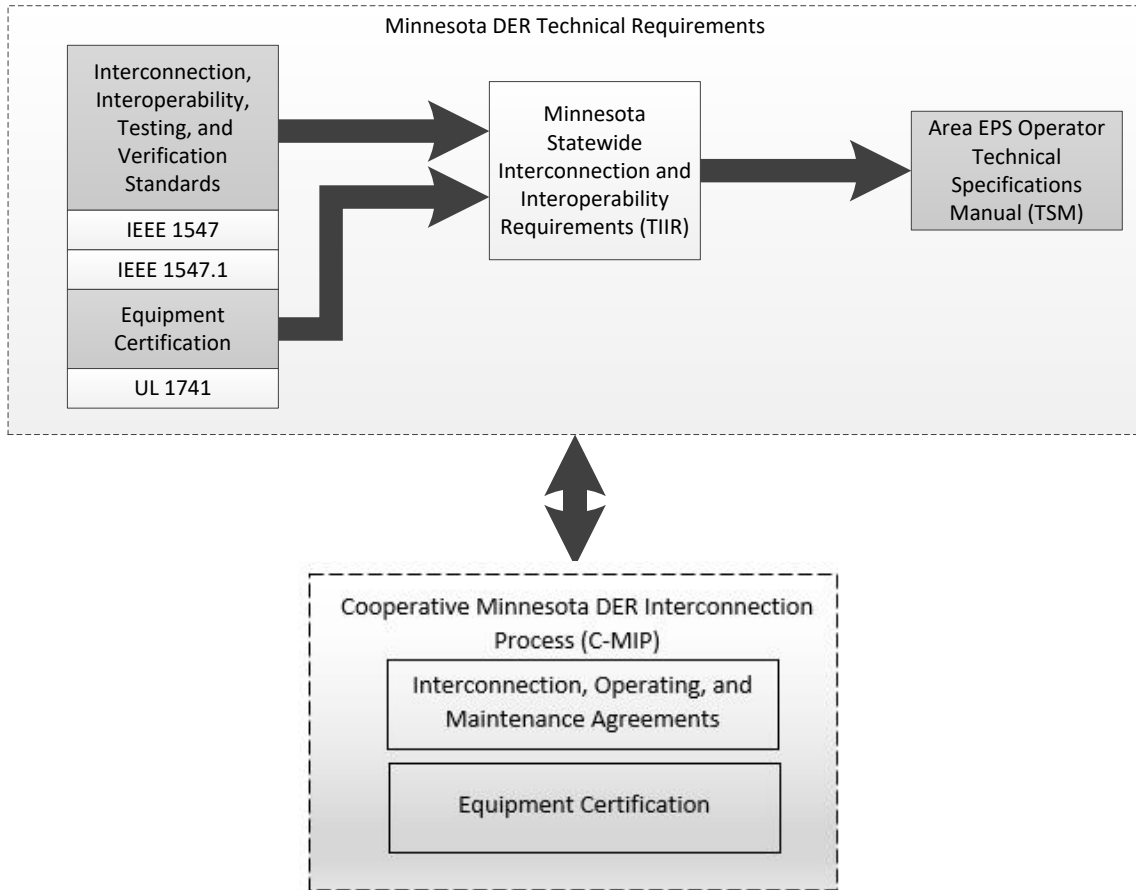 Minnesota DER Technical Requirements
Interconnection,
Interoperability,
Testing, and
Verification
Standards
IEEE 1547
IEEE 1547.1
Equipment
Certification
UL 1741
Minnesota
Statewide
Interconnection and
Interoperability
Requirements (TIIR)
Area EPS Operator
Technical
Specifications
Manual (TSM)
Cooperative Minnesota DER Interconnection
Process (C-MIP)
Interconnection, Operating, and
Maintenance Agreements
Equipment Certification